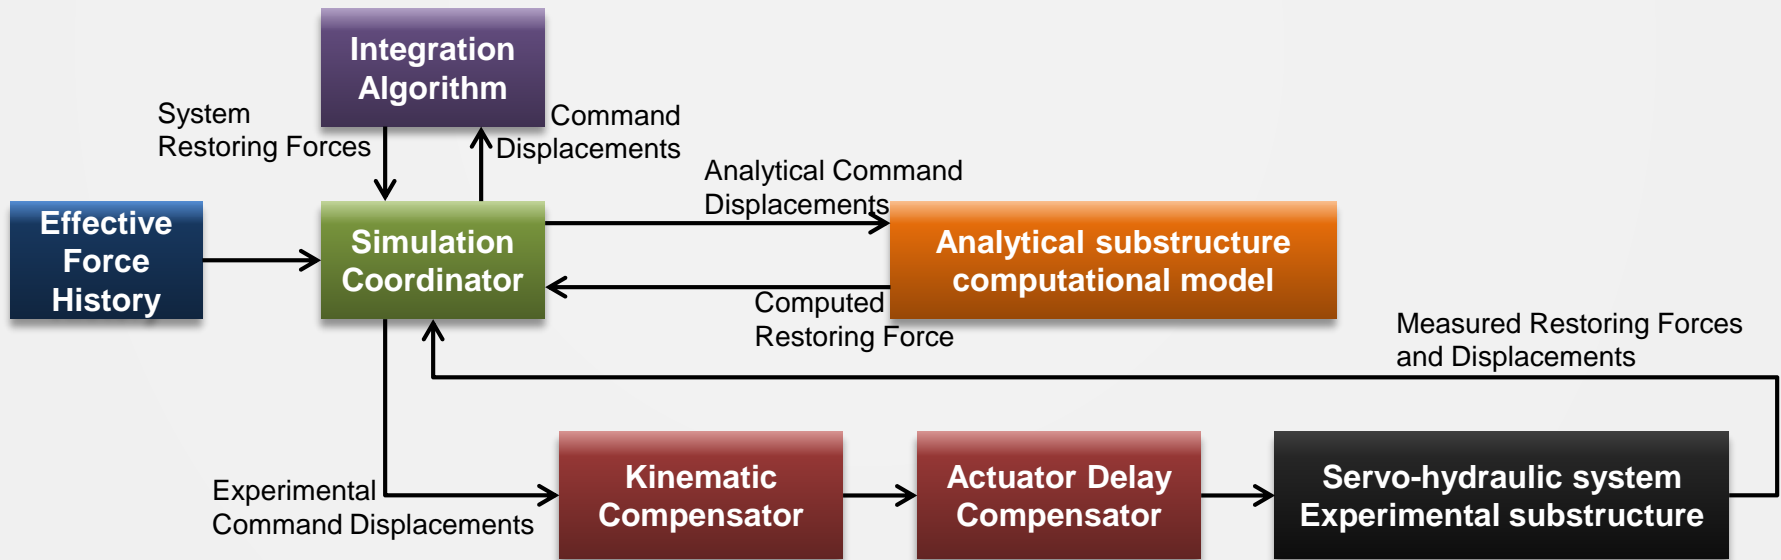 Integration
Algorithm
System
Restoring Forces
Command
Displacements
Analytical Command
Displacements
Effective
Force
History
Simulation
Coordinator
Analytical substructure
computational model
Computed
Restoring Force
Measured Restoring Forces
and Displacements
Experimental
Command Displacements
Kinematic
Compensator
Actuator Delay
Compensator
Servo-hydraulic system
Experimental substructure